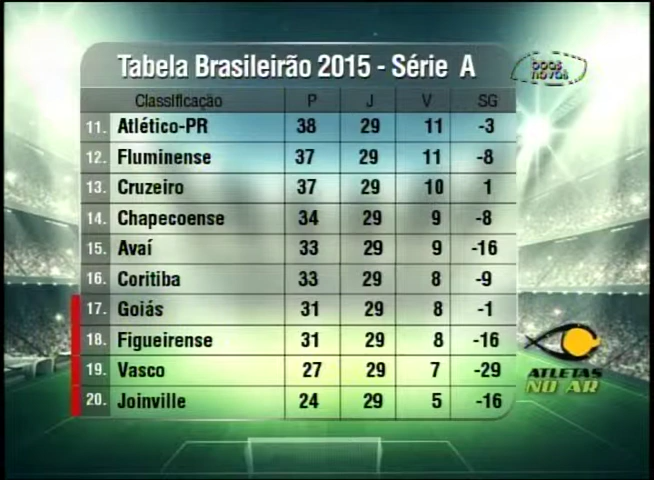 Tabela Brasileirão 2015 - Série A
boas novas
Classificação P J V SG
11. Atlético-PR 38 29 11 -3
12. Fluminense 37 29 11 -8
13. Cruzeiro 37 29 10 1
14. Chapecoense 34 29 9 -8
15. Avaí 33 29 9 -16
16. Coritiba 33 29 8 -9
17. Goiás 31 29 8 -1
18. Figueirense 31 29 8 -16
19. Vasco 27 29 7 -29
20. Joinville 24 29 5 -16
ATLETAS
NO AR